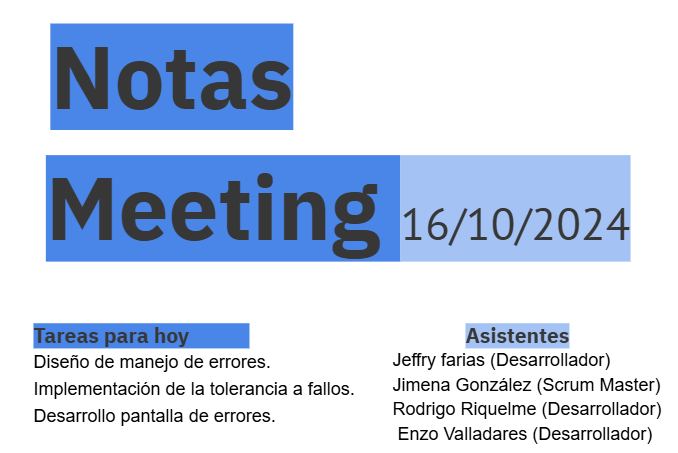 Notas
Meeting 16/10/2024
Tareas para hoy
Diseño de manejo de errores.
Implementación de la tolerancia a fallos.
Desarrollo pantalla de errores.
Asistentes
Jeffry farias (Desarrollador)
Jimena González (Scrum Master)
Rodrigo Riquelme (Desarrollador)
Enzo Valladares (Desarrollador)